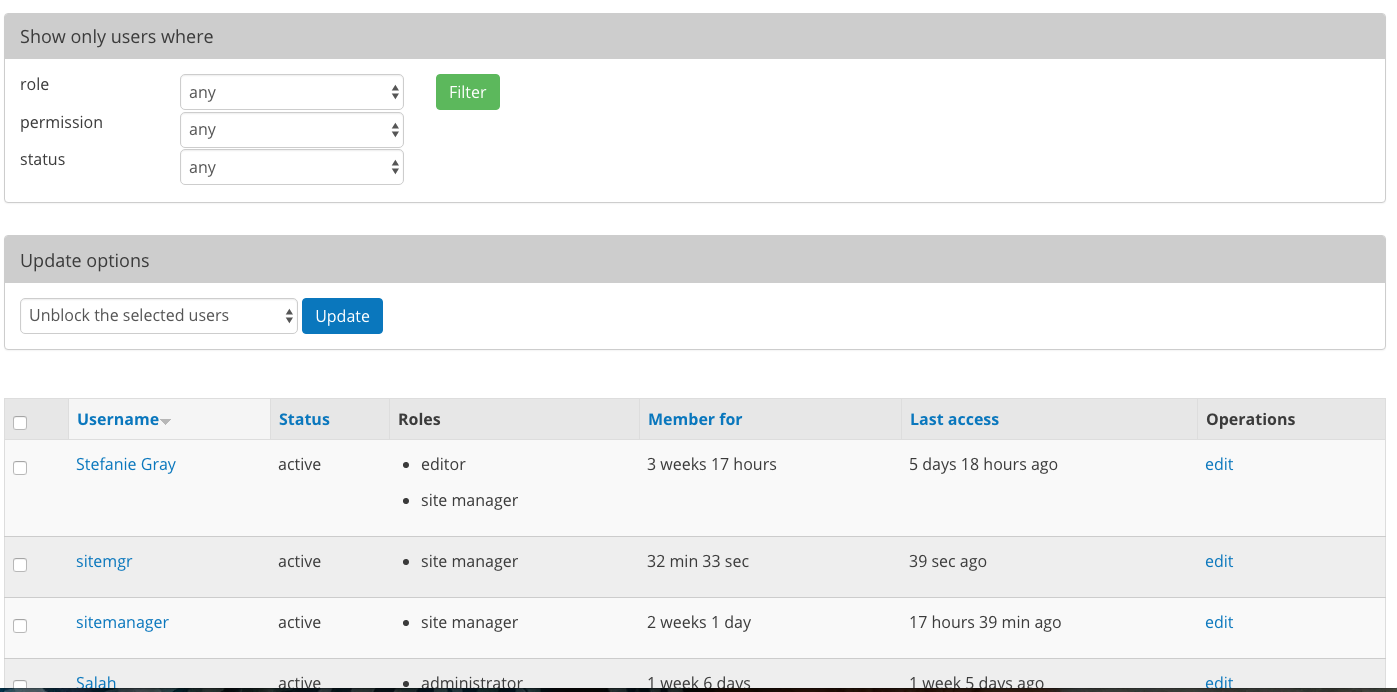 Show only users where
role any Filter
permission any
status any
Update options
Unblock the selected users Update
Username Status Roles Member for Last access Operations
Stefanie Gray active • editor 3 weeks 17 hours 5 days 18 hours ago edit
• site manager
sitemgr active • site manager 32 min 33 sec 39 sec ago edit
sitemanager active • site manager 2 weeks 1 day 17 hours 39 min ago edit
Salah active • administrator 1 week 6 days 1 week 5 days ago edit